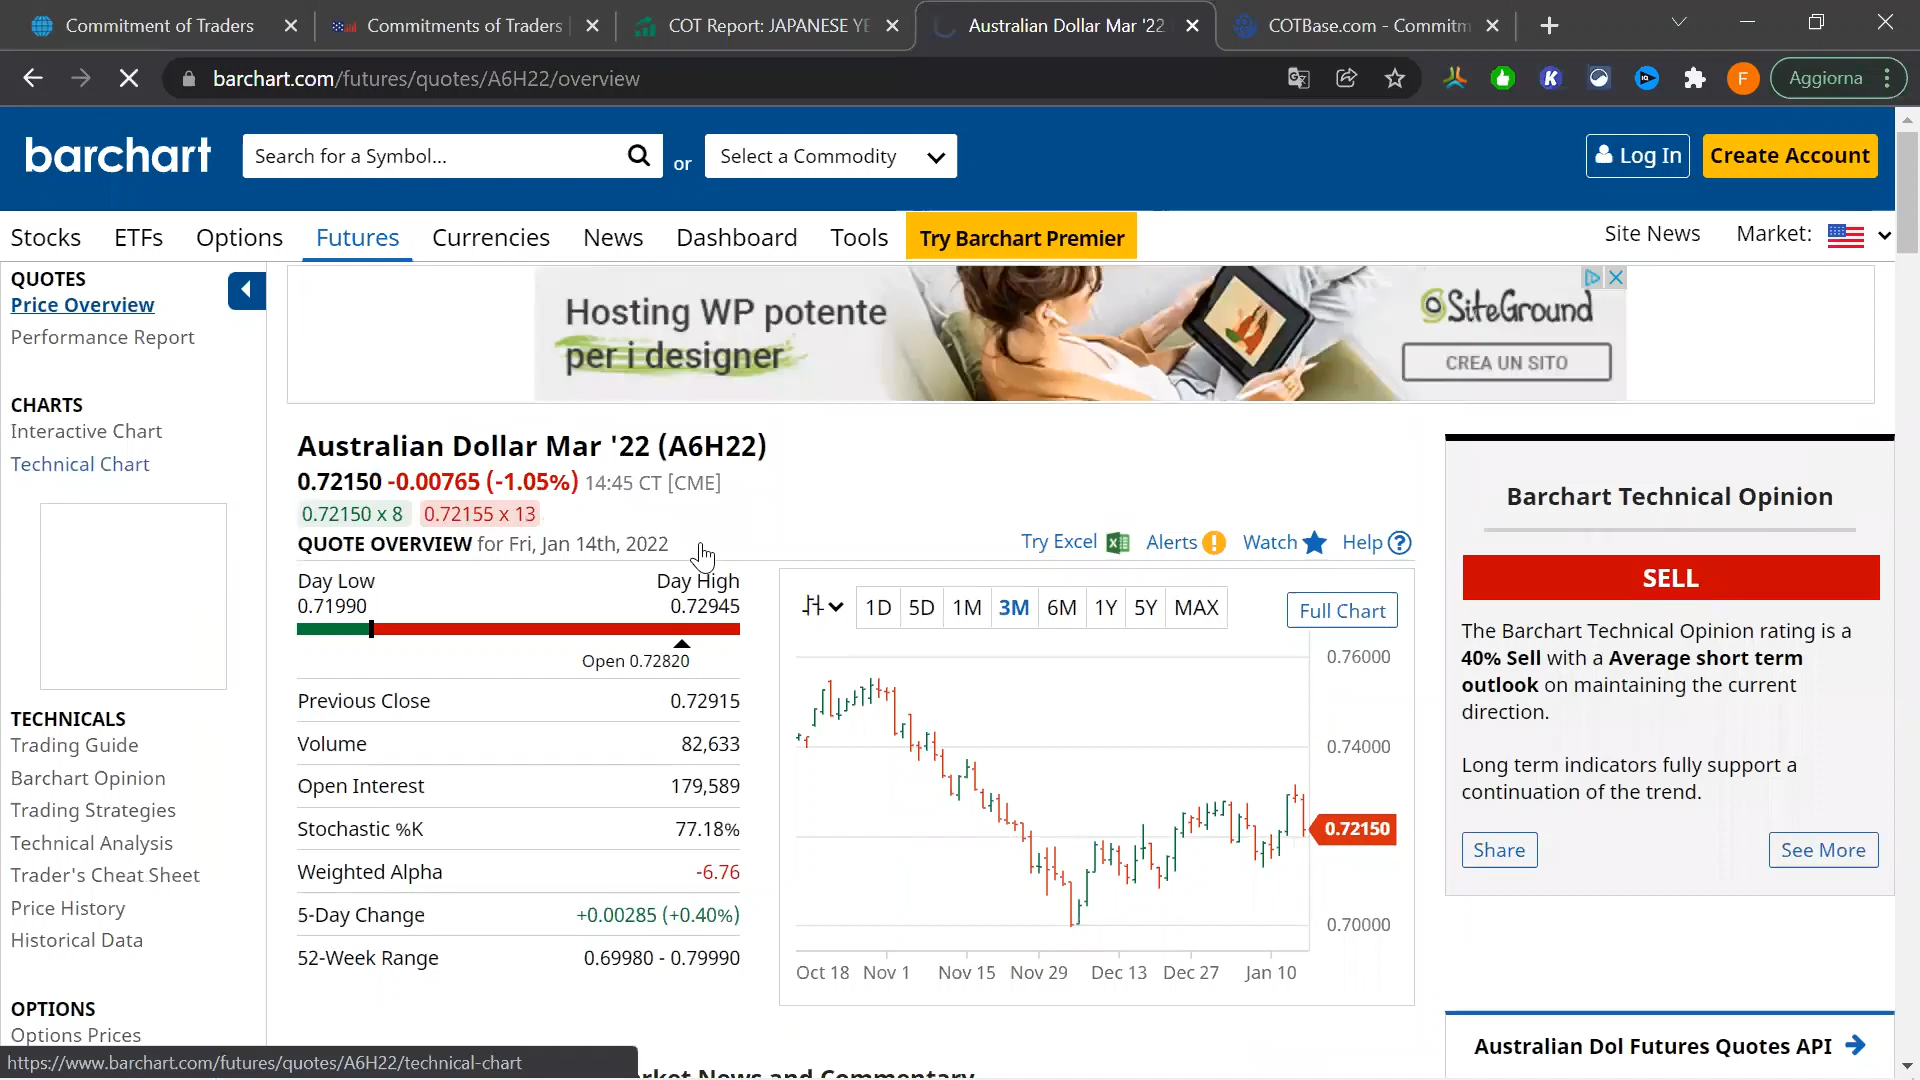 Commitment of Traders
Commitments of Traders
COT Report: JAPANESE YE
Australian Dollar Mar '22
COTBase.com - Commitm
barchart.com/futures/quotes/A6H22/overview
F
Aggiorna
barchart
Search for a Symbol...
or
Select a Commodity
Log In
Create Account
Stocks ETFs Options Futures Currencies News Dashboard Tools Try Barchart Premier
Site News Market:
QUOTES
Price Overview
Performance Report
CHARTS
Interactive Chart
Technical Chart
TECHNICALS
Trading Guide
Barchart Opinion
Trading Strategies
Technical Analysis
Trader's Cheat Sheet
Price History
Historical Data
OPTIONS
Options Prices
https://www.barchart.com/futures/quotes/A6H22/technical-chart
Hosting WP potente
per i designer
SiteGround
CREA UN SITO
Australian Dollar Mar '22 (A6H22)
0.72150 -0.00765 (-1.05%) 14:45 CT [CME]
0.72150 x 8 0.72155 x 13
QUOTE OVERVIEW for Fri, Jan 14th, 2022
Try Excel Alerts Watch Help
Day Low Day High
0.71990 0.72945
Open 0.72820
Previous Close 0.72915
Volume 82,633
Open Interest 179,589
Stochastic %K 77.18%
Weighted Alpha -6.76
5-Day Change +0.00285 (+0.40%)
52-Week Range 0.69980 - 0.79990
1D 5D 1M 3M 6M 1Y 5Y MAX
Full Chart
0.76000
0.74000
0.72150
0.70000
Oct 18 Nov 1 Nov 15 Nov 29 Dec 13 Dec 27 Jan 10
Barchart Technical Opinion
SELL
The Barchart Technical Opinion rating is a
40% Sell with a Average short term
outlook on maintaining the current
direction.
Long term indicators fully support a
continuation of the trend.
Share
See More
Australian Dol Futures Quotes API
News and Commentary